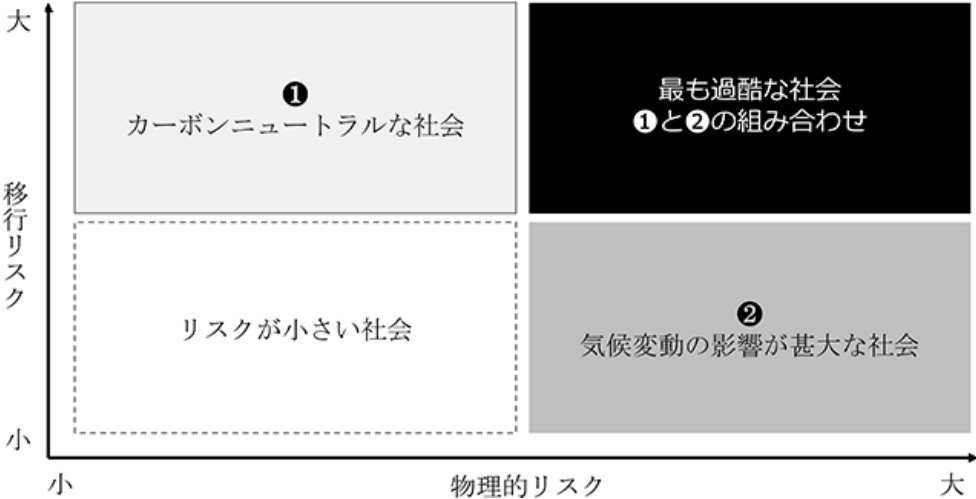 大
❶
カーボンニュートラルな社会
最も過酷な社会
❶と❷の組み合わせ
移行リスク
リスクが小さい社会
❷
気候変動の影響が甚大な社会
小
小
物理的リスク
大